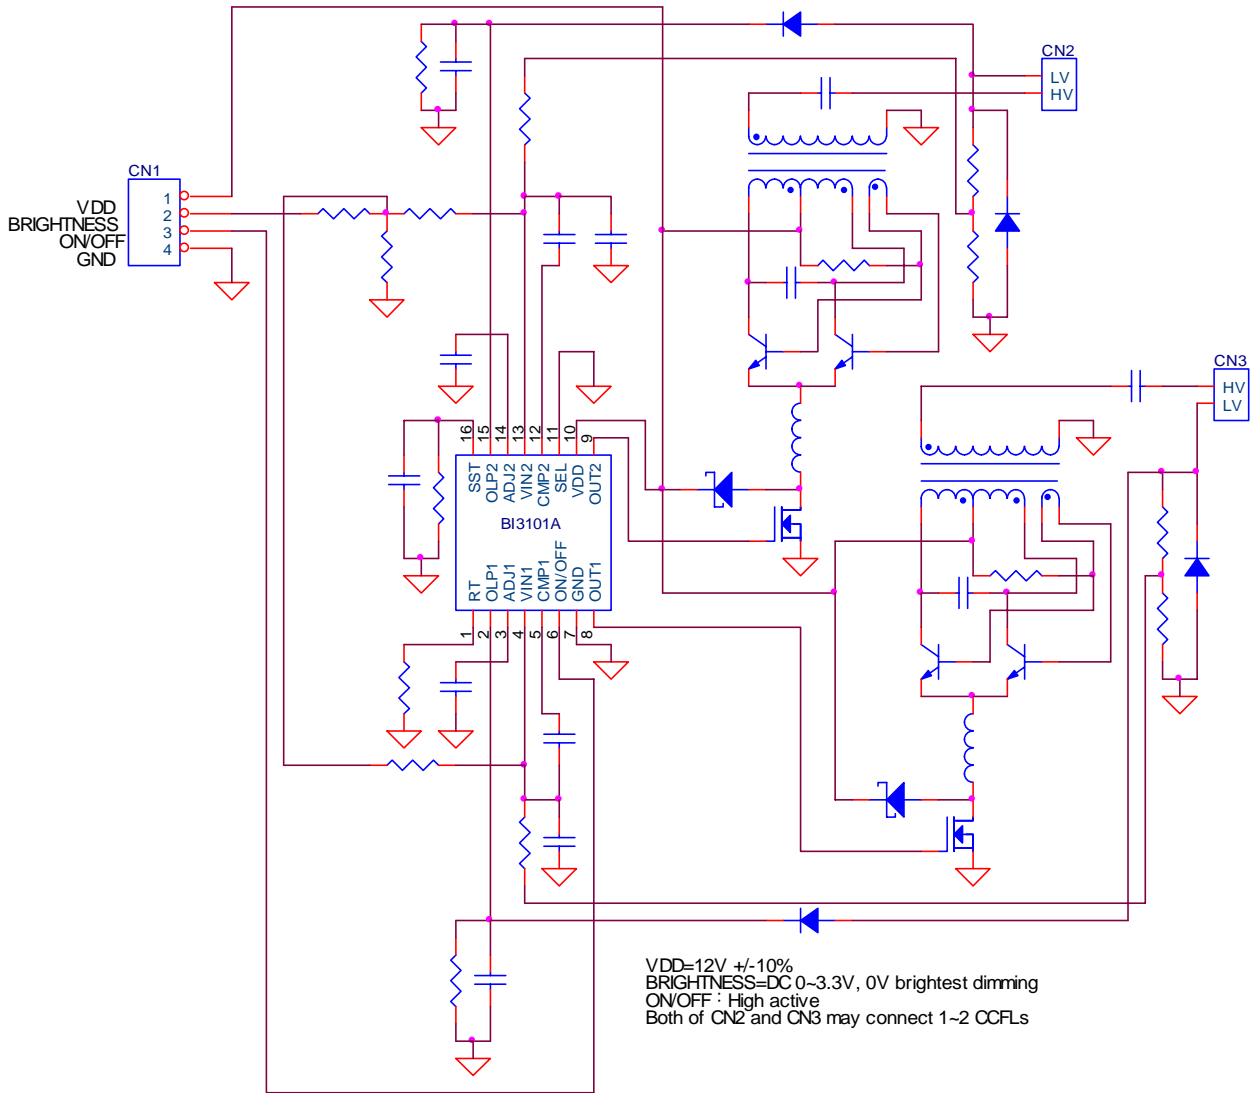 CN1
1
2
3
4
VDD
BRIGHTNESS
ON/OFF
GND
CN2
LV
HV
CN3
HV
LV
16 15 14 13 12 11 10 9
SST OLP2 ADJ2 VIN2 CMP2 SEL VDD OUT2
BI3101A
RT OLP1 ADJ1 VIN1 CMP1 ON/OFF GND OUT1
1 2 3 4 5 6 7 8
VDD=12V +/-10%
BRIGHTNESS=DC 0~3.3V, 0V brightest dimming
ON/OFF : High active
Both of CN2 and CN3 may connect 1~2 CCFLs